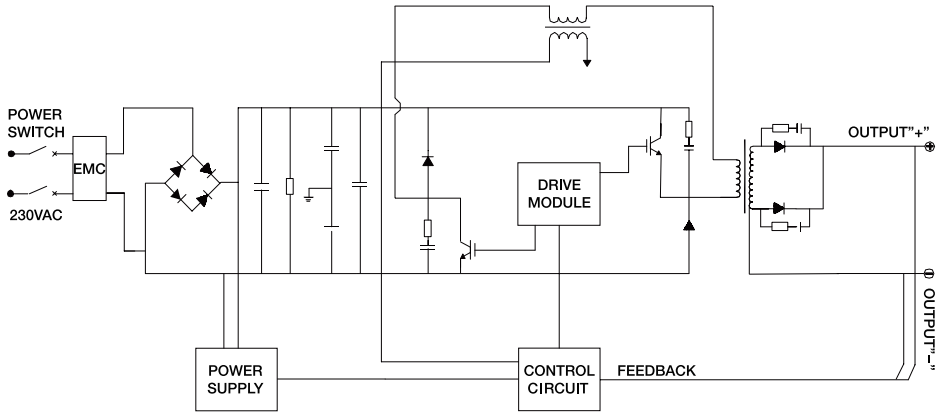 POWER
SWITCH
EMC
230VAC
DRIVE
MODULE
OUTPUT"+"
OUTPUT"–"
POWER
SUPPLY
CONTROL
CIRCUIT
FEEDBACK